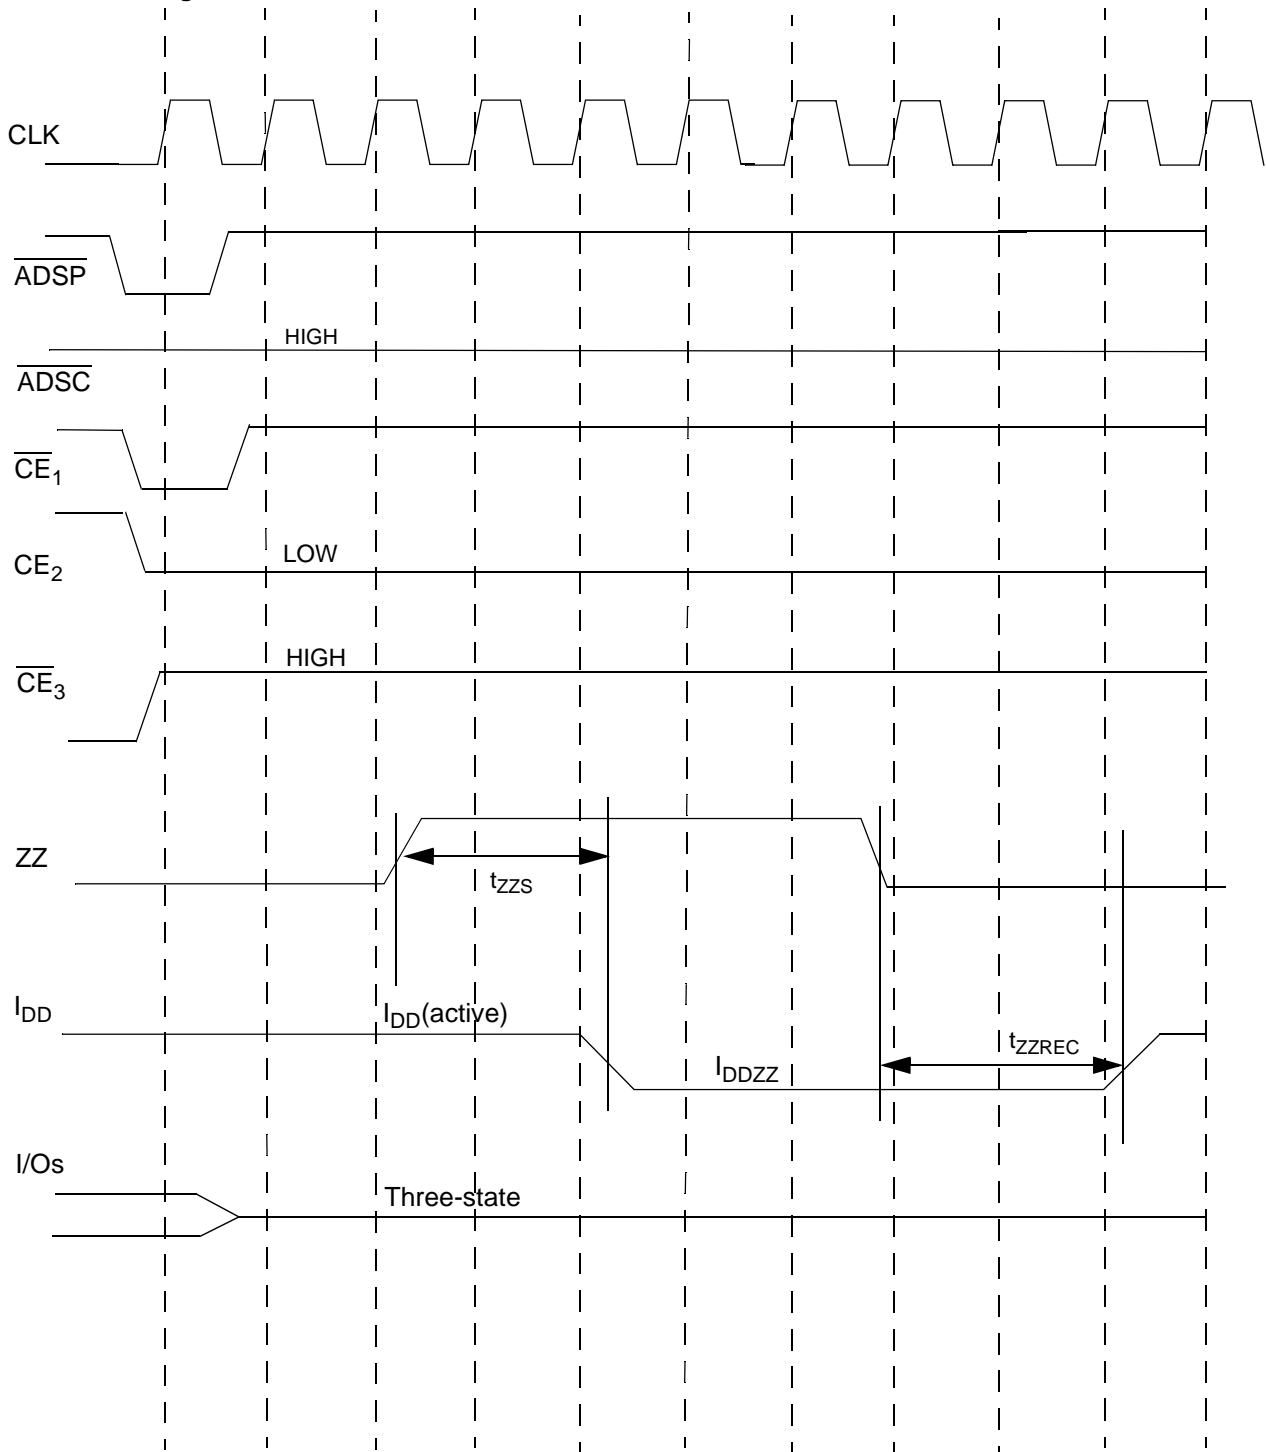 CLK
ADSP
HIGH
ADSC
CE1
LOW
CE2
HIGH
CE3
ZZ
tZZS
IDD
IDD(active)
tZZREC
IDDZZ
I/Os
Three-state